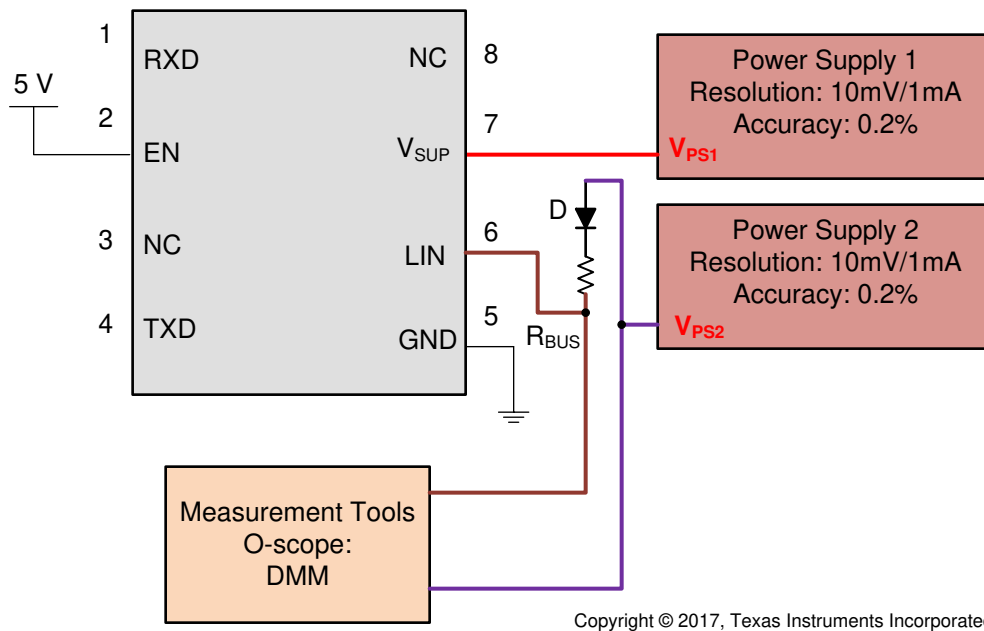 1
RXD
NC
8
5 V
2
EN
7
VSUP
3
NC
6
LIN
4
TXD
5
GND
D
RBUS
Power Supply 1
Resolution: 10mV/1mA
Accuracy: 0.2%
VPS1
Power Supply 2
Resolution: 10mV/1mA
Accuracy: 0.2%
VPS2
Measurement Tools
O-scope:
DMM
Copyright © 2017, Texas Instruments Incorporate